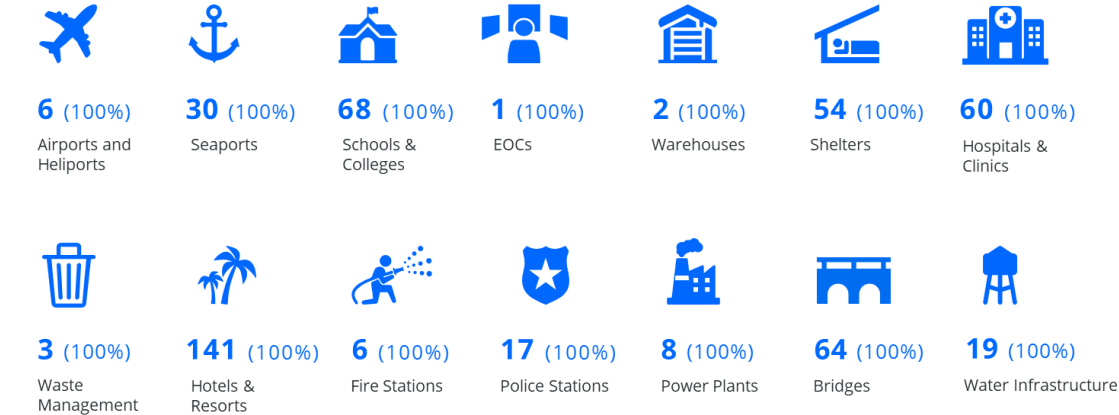 6 (100%)
30 (100%)
68 (100%)
1 (100%)
2 (100%)
54 (100%)
60 (100%)
Airports and
Heliports
Seaports
Schools &
Colleges
EOCs
Warehouses
Shelters
Hospitals &
Clinics
3 (100%)
141 (100%)
6 (100%)
17 (100%)
8 (100%)
64 (100%)
19 (100%)
Waste
Management
Hotels &
Resorts
Fire Stations
Police Stations
Power Plants
Bridges
Water Infrastructure